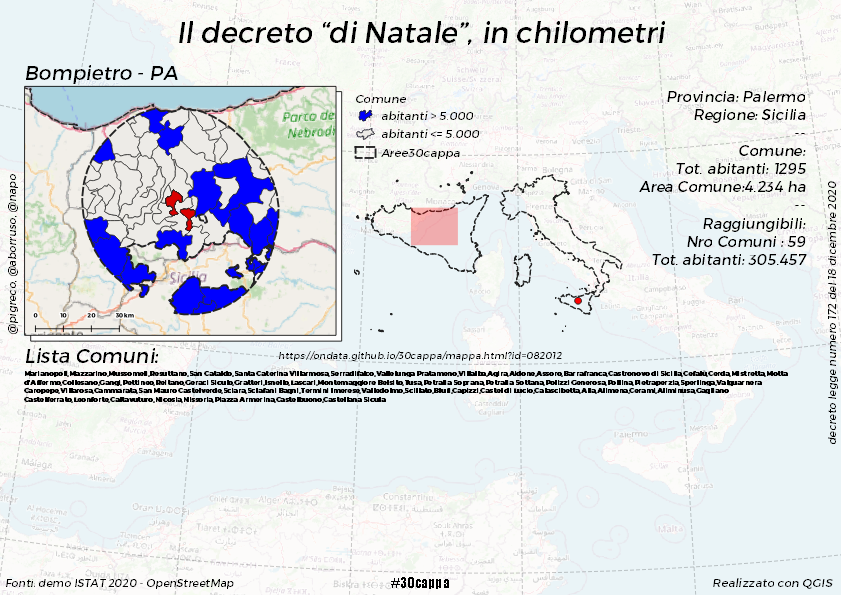 Il decreto “di Natale”, in chilometri
Bompietro - PA
Parco dei
Nebrodi
Sicilia
0 10 20 30 km
Comune
abitanti > 5.000
abitanti <= 5.000
Aree30cappa
Provincia: Palermo
Regione: Sicilia
--
Comune:
Tot. abitanti: 1295
Area Comune:4.234 ha
--
Raggiungibili:
Nro Comuni : 59
Tot. abitanti: 305.457
@pigreco, @aborruso, @napo
decreto legge numero 172 del 18 dicembre 2020
Lista Comuni:
https://ondata.github.io/30cappa/mappa.html?id=082012
Marianopoli,Mazzarino,Mussomeli,Resuttano,San Cataldo,Santa Caterina Villarmosa,Serradifalco,Vallelunga Pratameno,Villalba,Agira,Aidone,Assoro,Barrafranca,Castronovo di Sicilia,Cefalù,Cerda,Mistretta,Motta
d'Affermo,Collesano,Gangi,Pettineo,Reitano,Geraci Siculo,Gratteri,Isnello,Lascari,Montemaggiore Belsito,Tusa,Petralia Soprana,Petralia Sottana,Polizzi Generosa,Pollina,Pietraperzia,Sperlinga,Valguarnera
Caropepe,Villarosa,Cammarata,San Mauro Castelverde,Sciara,Sclafani Bagni,Termini Imerese,Valledolmo,Scillato,Blufi,Capizzi,Castel di Lucio,Calascibetta,Alia,Alimena,Cerami,Aliminusa,Gagliano
Castelferrato,Leonforte,Caltavuturo,Nicosia,Nissoria,Piazza Armerina,Castelbuono,Castellana Sicula
Constantine
Fonti: demo ISTAT 2020 - OpenStreetMap
#30cappa
Realizzato con QGIS